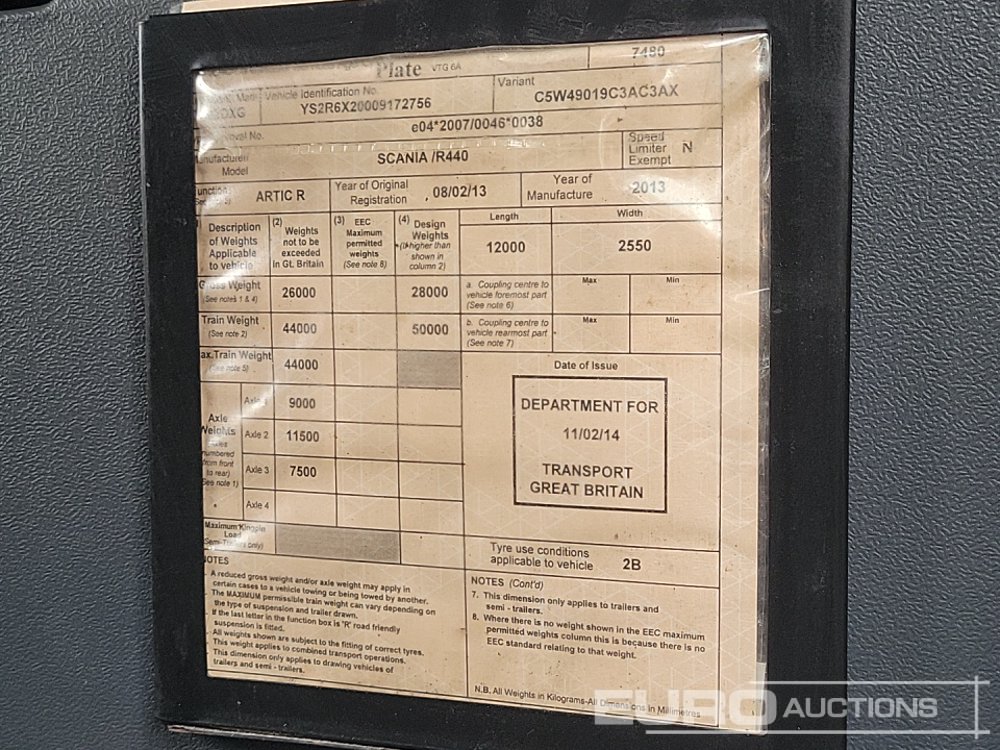 Plate VTG 6A 7480
Vehicle Identification No. YS2R6X20009172756
Variant C5W49019C3AC3AX
No. e04*2007/0046*0038
Model SCANIA /R440
Speed Limiter Exempt N
ARTIC R
Year of Original Registration 08/02/13
Year of Manufacture 2013
Description of Weights Applicable to vehicle
(2) Weights not to be exceeded in Gt. Britain
(3) EEC Maximum permitted weights (See note 8)
(4) Design Weights (If higher than shown in column 2)
Length 12000
Width 2550
Gross Weight (See notes 1 & 4) 26000 28000
a. Coupling centre to vehicle foremost part (See note 6) Max Min
Train Weight (See note 2) 44000 50000
b. Coupling centre to vehicle rearmost part (See note 7) Max Min
Train Weight (See note 5) 44000
Axle Weights (Axles numbered from front to rear) (See note 1)
Axle 1 9000
Axle 2 11500
Axle 3 7500
Axle 4
Maximum Kingpin Load (Semi-Trailers only)
Date of Issue
DEPARTMENT FOR
11/02/14
TRANSPORT
GREAT BRITAIN
Tyre use conditions applicable to vehicle 2B
NOTES
A reduced gross weight and/or axle weight may apply in
certain cases to a vehicle towing or being towed by another.
The MAXIMUM permissible train weight can vary depending on
the type of suspension and trailer drawn.
If the last letter in the function box is 'R' road friendly
suspension is fitted.
All weights shown are subject to the fitting of correct tyres.
This weight applies to combined transport operations.
This dimension only applies to drawing vehicles of
trailers and semi - trailers.
NOTES (Cont'd)
7. This dimension only applies to trailers and
semi - trailers.
8. Where there is no weight shown in the EEC maximum
permitted weights column this is because there is no
EEC standard relating to that weight.
N.B. All Weights in Kilograms-All Dimensions in Millimetres
EURO AUCTIONS